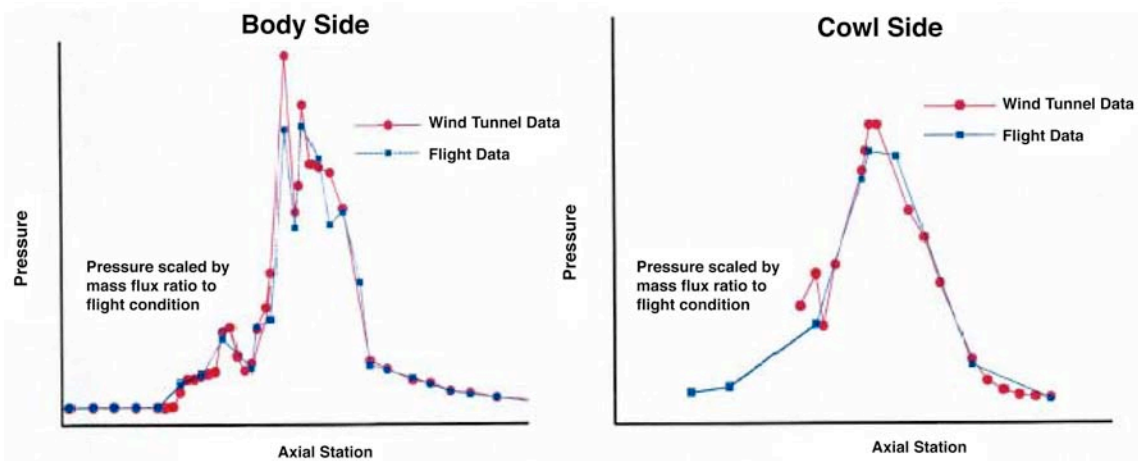 Body Side
Wind Tunnel Data
Flight Data
Pressure
Pressure scaled by
mass flux ratio to
flight condition
Axial Station
Cowl Side
Wind Tunnel Data
Flight Data
Pressure
Pressure scaled by
mass flux ratio to
flight condition
Axial Station